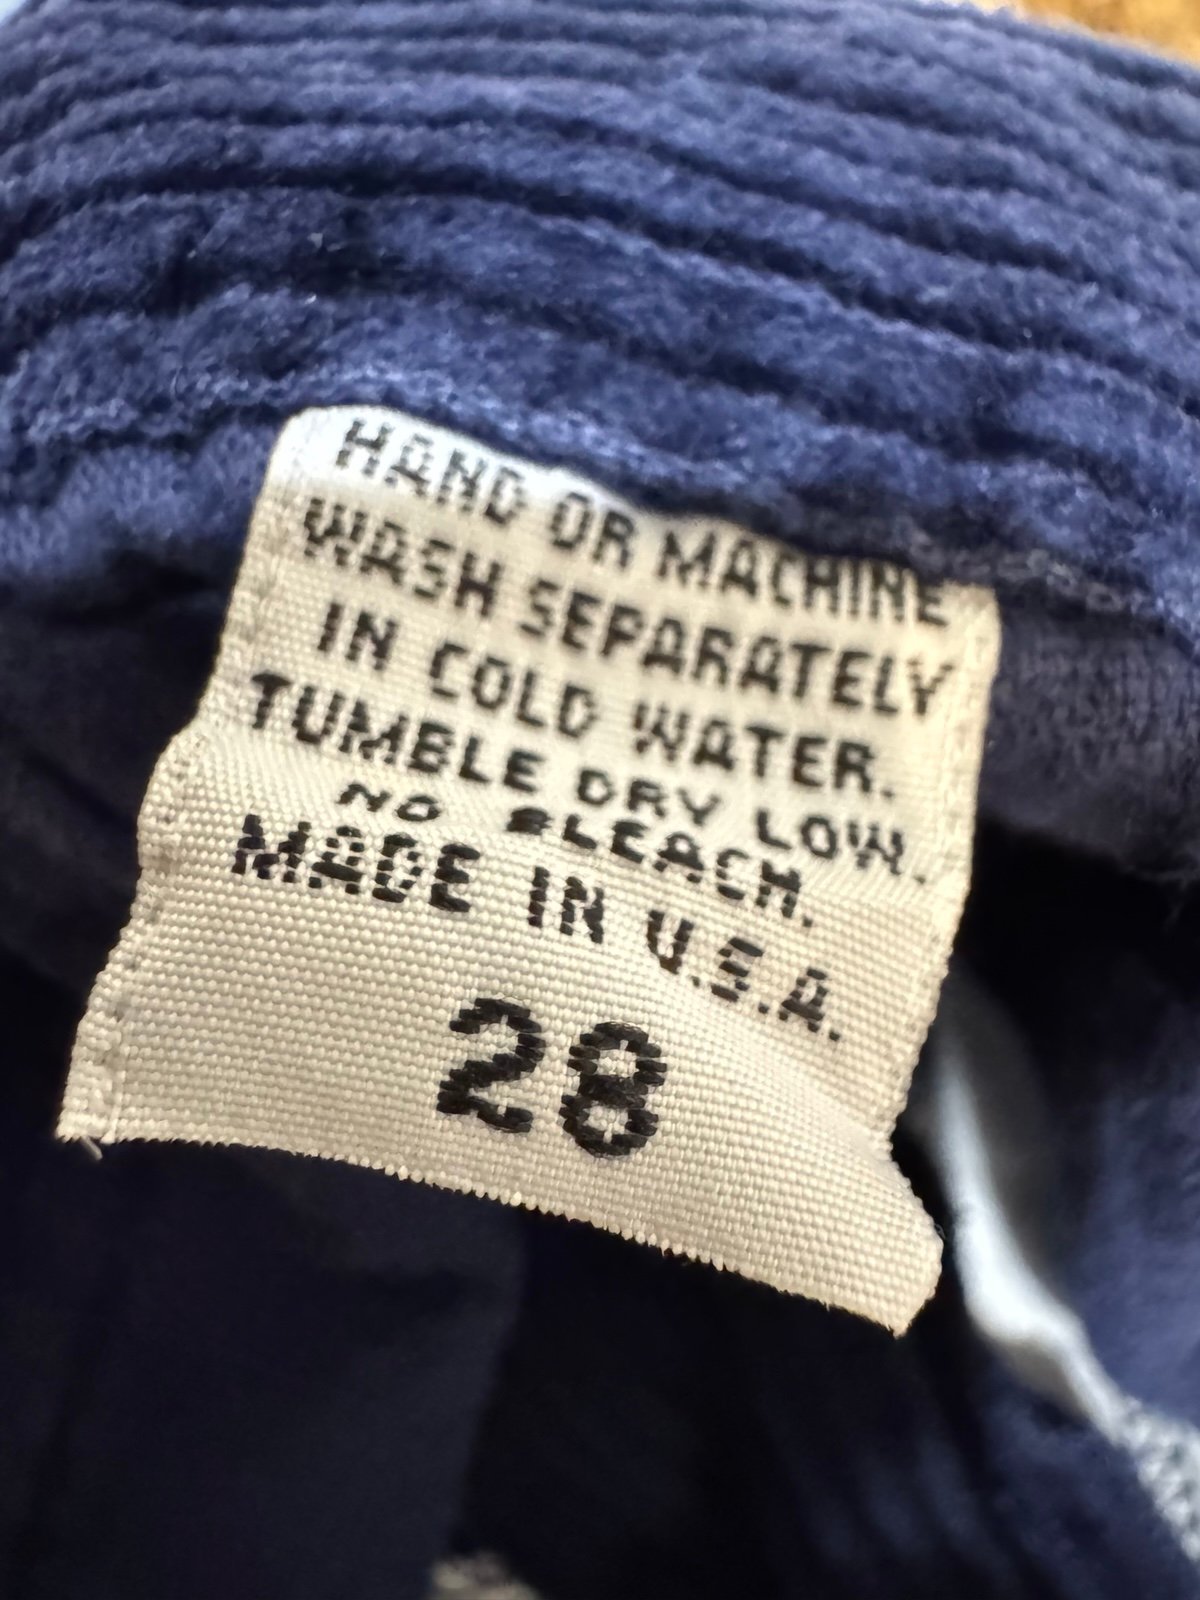 HAND OR MACHINE
WASH SEPARATELY
IN COLD WATER.
TUMBLE DRY LOW.
NO BLEACH.
MADE IN U.S.A.
28